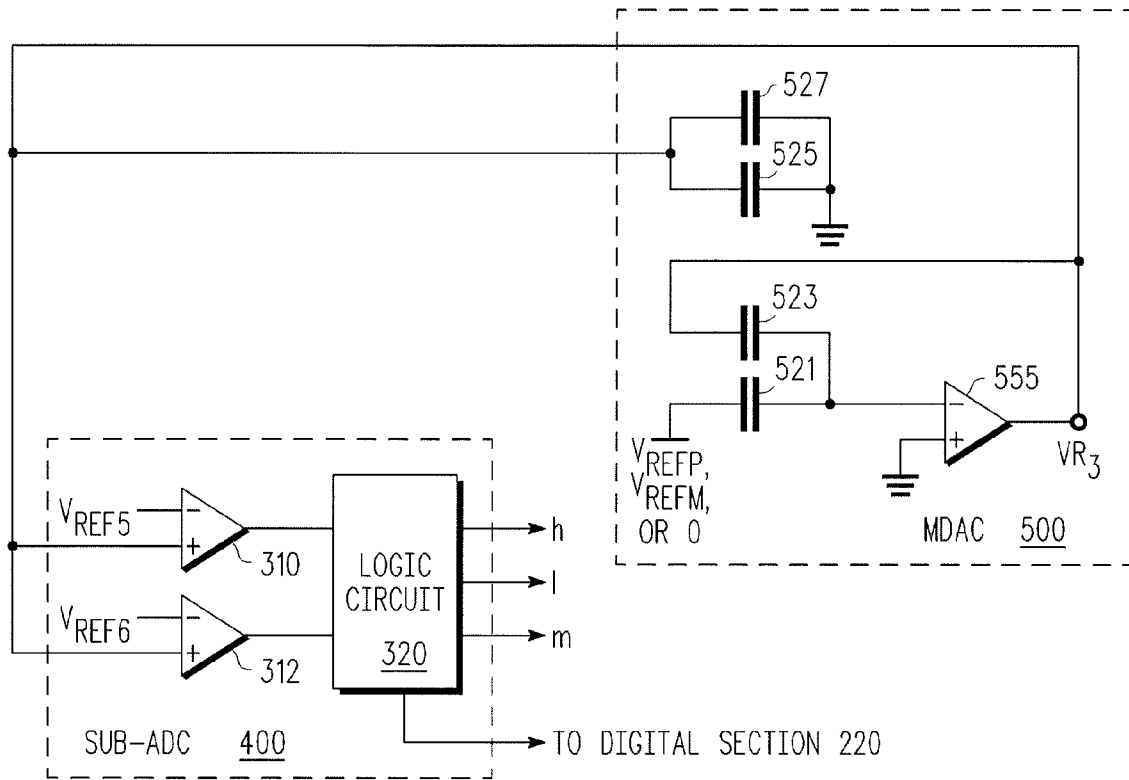 527
525
523
521
555
V_REFP,
V_REFM,
OR 0
VR_3
MDAC 500
V_REF5
310
V_REF6
312
LOGIC
CIRCUIT
320
h
l
m
SUB-ADC 400
TO DIGITAL SECTION 220